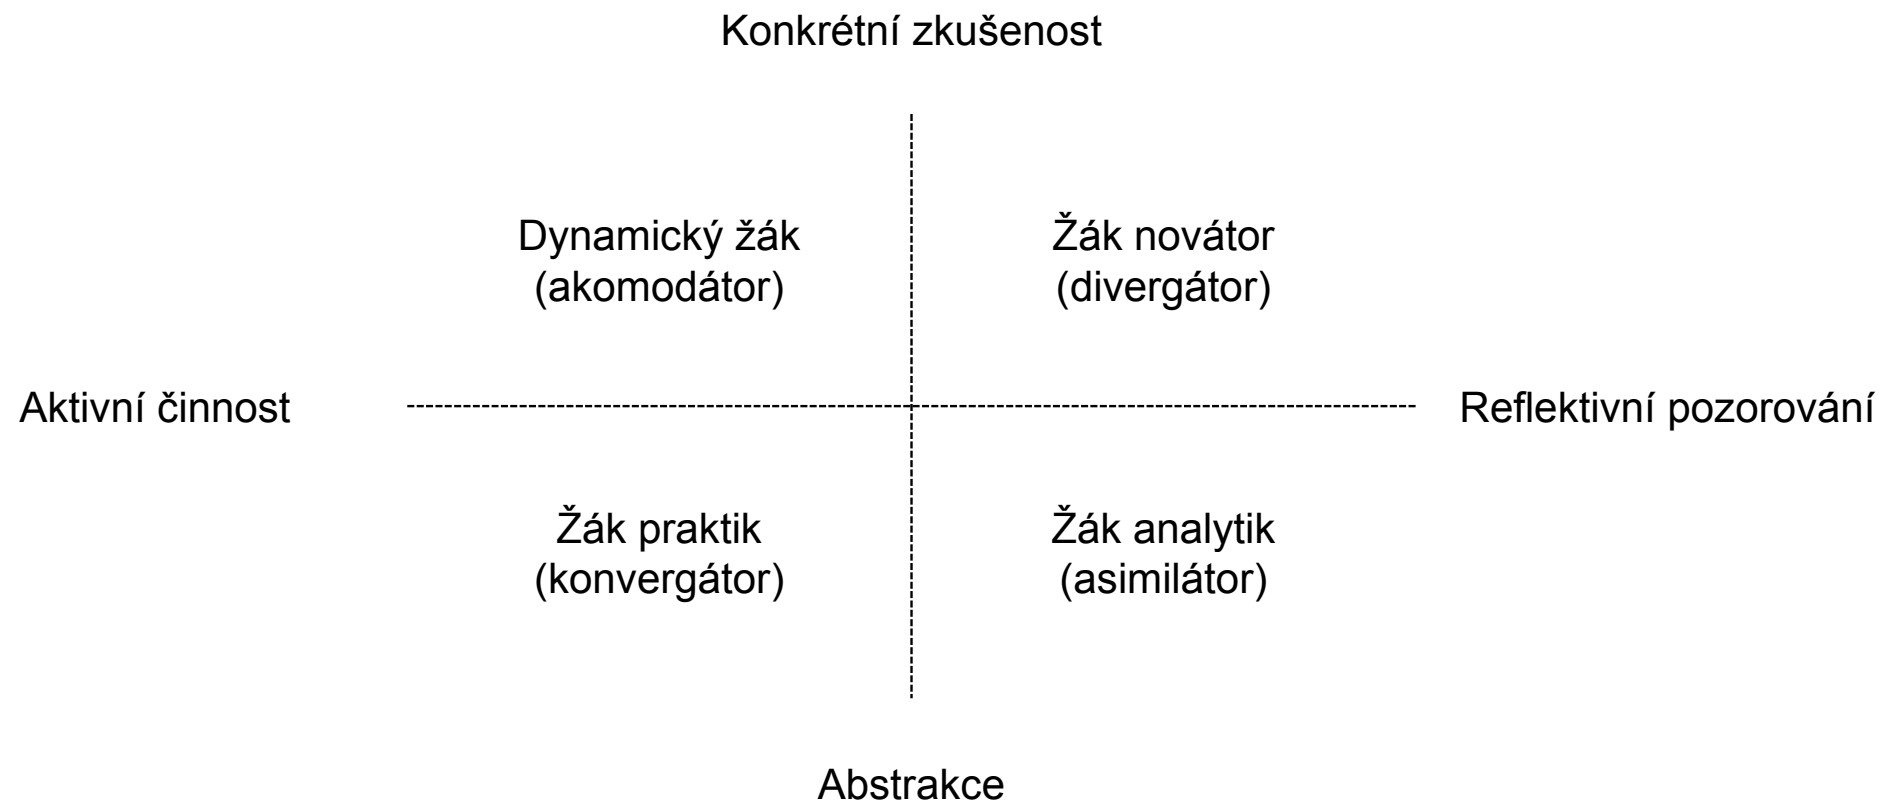 Konkrétní zkušenost
Dynamický žák
(akomodátor)
Žák novátor
(divergátor)
Aktivní činnost
Reflektivní pozorování
Žák praktik
(konvergátor)
Žák analytik
(asimilátor)
Abstrakce